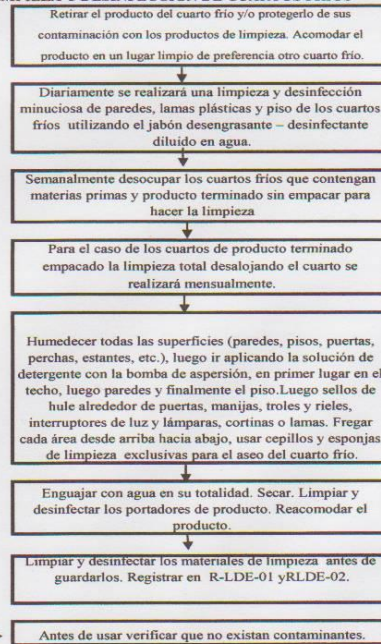 Retirar el producto del cuarto frío y/o protegerlo de sus
contaminación con los productos de limpieza. Acomodar el
producto en un lugar limpio de preferencia otro cuarto frío.
Diariamente se realizará una limpieza y desinfección
minuciosa de paredes, lamas plásticas y piso de los cuartos
fríos utilizando el jabón desengrasante – desinfectante
diluido en agua.
Semanalmente desocupar los cuartos fríos que contengan
materias primas y producto terminado sin empacar para
hacer la limpieza
Para el caso de los cuartos de producto terminado
empacado la limpieza total desalojando el cuarto se
realizará mensualmente.
Humedecer todas las superficies (paredes, pisos, puertas,
perchas, estantes, etc.), luego ir aplicando la solución de
detergente con la bomba de aspersión, en primer lugar en el
techo, luego paredes y finalmente el piso.Luego sellos de
hule alrededor de puertas, manijas, troles y rieles,
interruptores de luz y lámparas, cortinas o lamas. Fregar
cada área desde arriba hacia abajo, usar cepillos y esponjas
de limpieza exclusivas para el aseo del cuarto frío.
Enguajar con agua en su totalidad. Secar. Limpiar y
desinfectar los portadores de producto. Reacomodar el
producto.
Limpiar y desinfectar los materiales de limpieza antes de
guardarlos. Registrar en R-LDE-01 yRLDE-02.
Antes de usar verificar que no existan contaminantes.